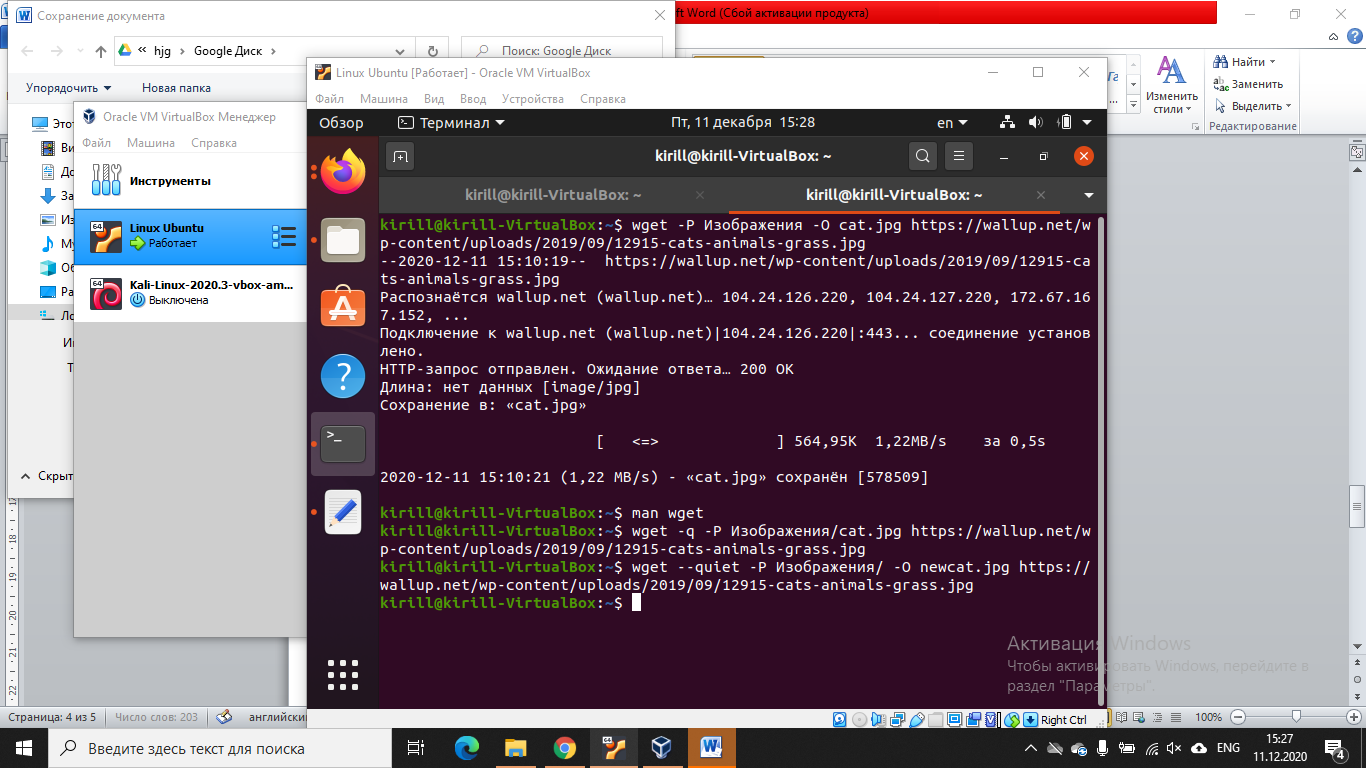 Сохранение документа
ft Word (Сбой активации продукта)
« hjg › Google Диск ›
Поиск: Google Диск
Упорядочить
Новая папка
Найти
Заменить
Выделить
Изменить
стили
Редактирование
Скрыт
Oracle VM VirtualBox Менеджер
Файл Машина Справка
Инструменты
64
Linux Ubuntu
Работает
64
Kali-Linux-2020.3-vbox-am...
Выключена
Linux Ubuntu [Работает] - Oracle VM VirtualBox
Файл Машина Вид Ввод Устройства Справка
Обзор
Терминал
Пт, 11 декабря 15:28
en
kirill@kirill-VirtualBox: ~
kirill@kirill-VirtualBox: ~
kirill@kirill-VirtualBox: ~
kirill@kirill-VirtualBox:~$ wget -P Изображения -O cat.jpg https://wallup.net/w
p-content/uploads/2019/09/12915-cats-animals-grass.jpg
--2020-12-11 15:10:19-- https://wallup.net/wp-content/uploads/2019/09/12915-ca
ts-animals-grass.jpg
Распознаётся wallup.net (wallup.net)… 104.24.126.220, 104.24.127.220, 172.67.16
7.152, ...
Подключение к wallup.net (wallup.net)|104.24.126.220|:443... соединение установ
лено.
HTTP-запрос отправлен. Ожидание ответа… 200 OK
Длина: нет данных [image/jpg]
Сохранение в: «cat.jpg»
[ <=> ] 564,95K 1,22MB/s за 0,5s
2020-12-11 15:10:21 (1,22 MB/s) - «cat.jpg» сохранён [578509]
kirill@kirill-VirtualBox:~$ man wget
kirill@kirill-VirtualBox:~$ wget -q -P Изображения/cat.jpg https://wallup.net/w
p-content/uploads/2019/09/12915-cats-animals-grass.jpg
kirill@kirill-VirtualBox:~$ wget --quiet -P Изображения/ -O newcat.jpg https://
wallup.net/wp-content/uploads/2019/09/12915-cats-animals-grass.jpg
kirill@kirill-VirtualBox:~$
Right Ctrl
Активация Windows
Чтобы активировать Windows, перейдите в
раздел "Параметры".
Страница: 4 из 5
Число слов: 203
английский
100%
Введите здесь текст для поиска
ENG
15:27
11.12.2020
4